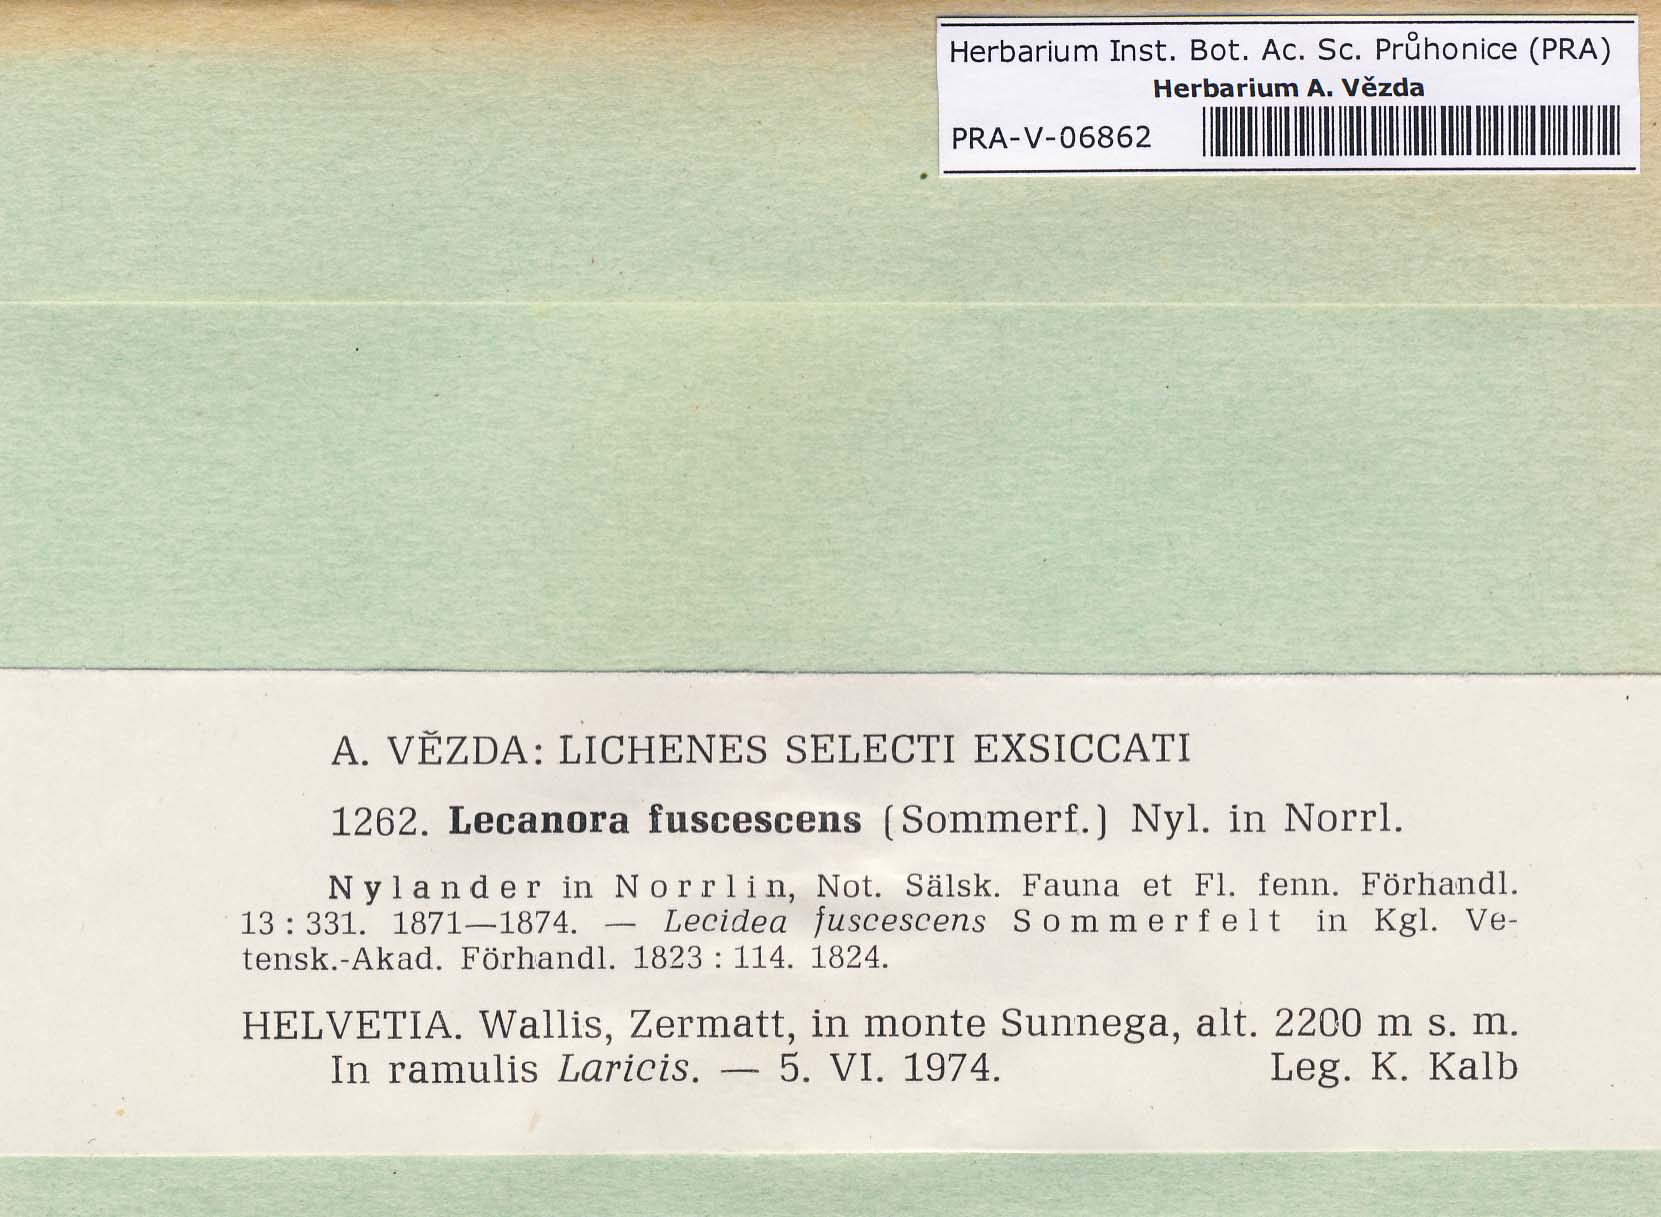 Herbarium Inst. Bot. Ac. Sc. Průhonice (PRA)
Herbarium A. Vězda
PRA-V-06862
A. VĚZDA: LICHENES SELECTI EXSICCATI
1262. Lecanora fuscescens (Sommerf.) Nyl. in Norrl.
Nylander in Norrlin, Not. Sälsk. Fauna et Fl. fenn. Förhandl.
13 : 331. 1871—1874. — Lecidea fuscescens Sommerfelt in Kgl. Ve-
tensk.-Akad. Förhandl. 1823 : 114. 1824.
HELVETIA. Wallis, Zermatt, in monte Sunnega, alt. 2200 m s. m.
In ramulis Laricis. — 5. VI. 1974. Leg. K. Kalb